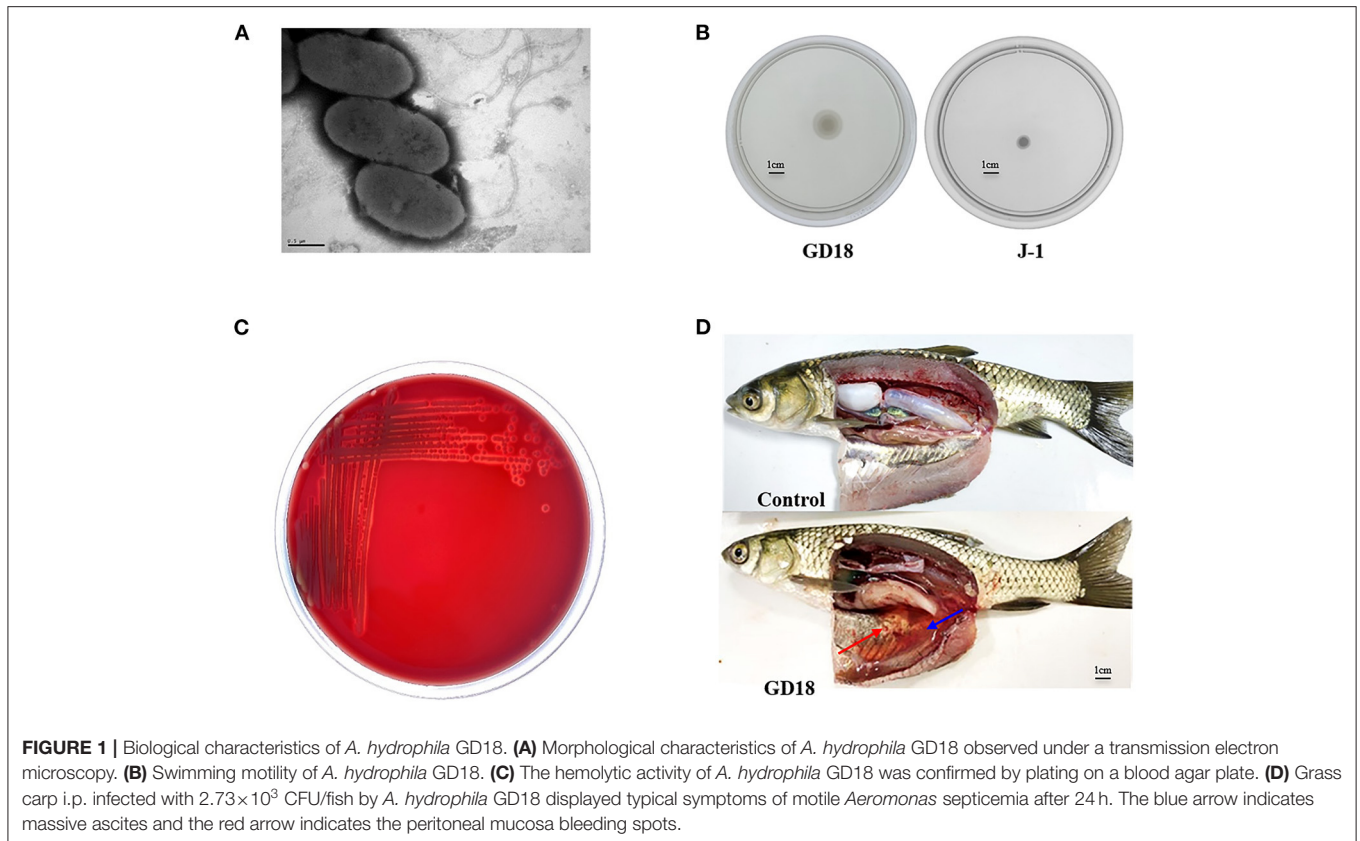 A
B
0.5 μm
1cm
1cm
GD18
J-1
C
D
Control
GD18
1cm
FIGURE 1 | Biological characteristics of A. hydrophila GD18. (A) Morphological characteristics of A. hydrophila GD18 observed under a transmission electron
microscopy. (B) Swimming motility of A. hydrophila GD18. (C) The hemolytic activity of A. hydrophila GD18 was confirmed by plating on a blood agar plate. (D) Grass
carp i.p. infected with 2.73×10³ CFU/fish by A. hydrophila GD18 displayed typical symptoms of motile Aeromonas septicemia after 24 h. The blue arrow indicates
massive ascites and the red arrow indicates the peritoneal mucosa bleeding spots.